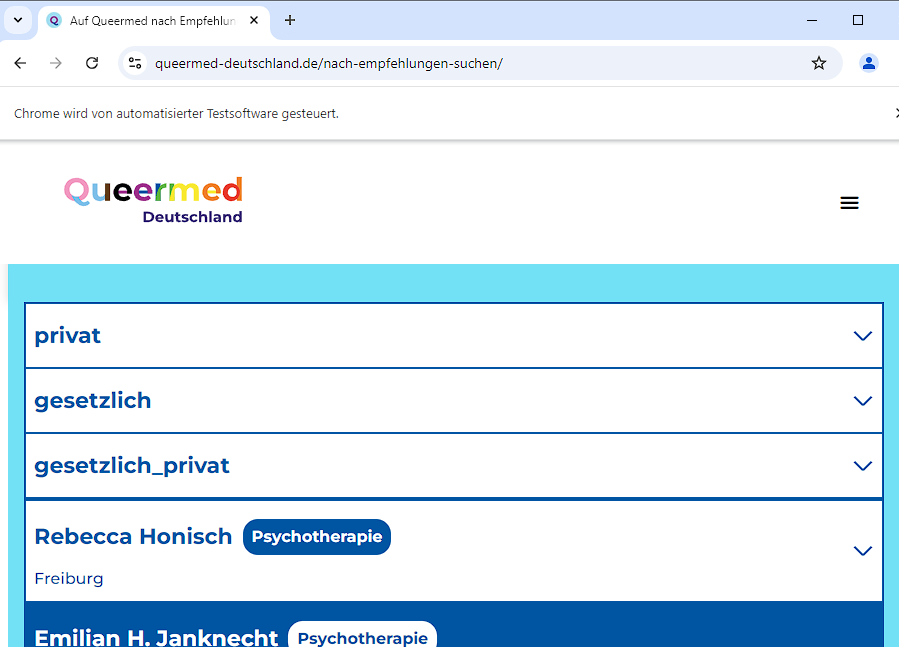 Auf Queermed nach Empfehlun
queermed-deutschland.de/nach-empfehlungen-suchen/
Chrome wird von automatisierter Testsoftware gesteuert.
Queermed
Deutschland
privat
gesetzlich
gesetzlich_privat
Rebecca Honisch Psychotherapie
Freiburg
Emilian H. Janknecht Psychotherapie